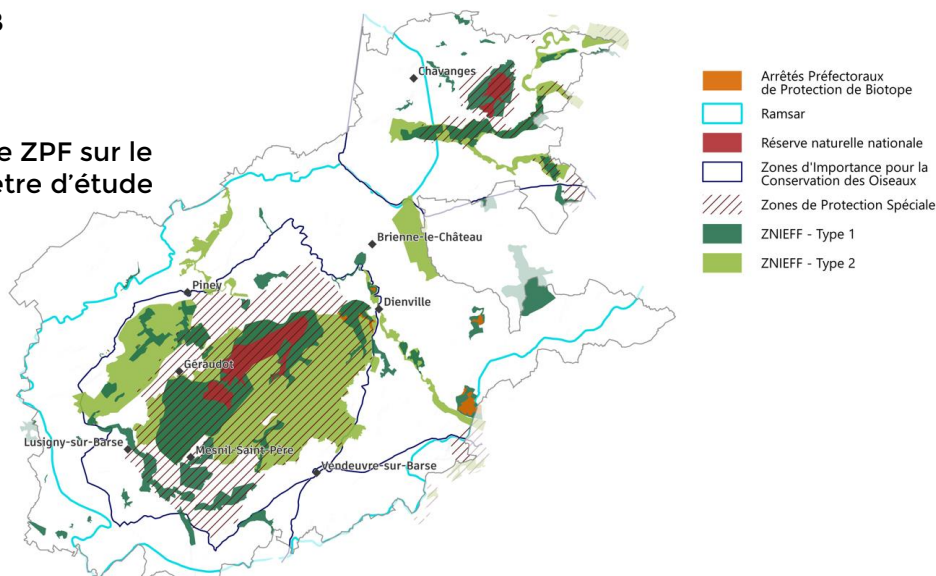 e ZPF sur le
ètre d'étude
Chavanges
Brienne-le-Château
Piney
Dienville
Géraudot
Lusigny-sur-Barse
Mesnil-Saint-Père
Vendeuvre-sur-Barse
Arrêtés Préfectoraux
de Protection de Biotope
Ramsar
Réserve naturelle nationale
Zones d'Importance pour la
Conservation des Oiseaux
Zones de Protection Spéciale
ZNIEFF - Type 1
ZNIEFF - Type 2